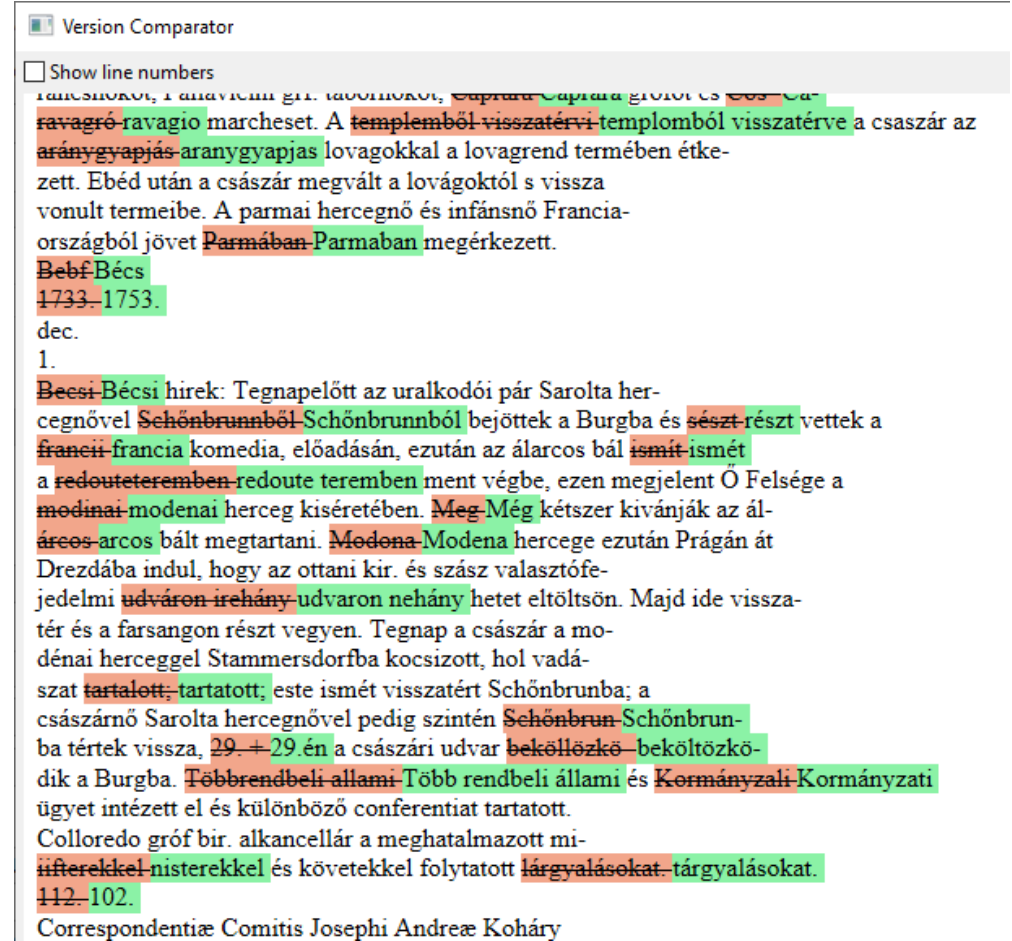 Version Comparator
Show line numbers
grófot és
ravagró ravagio marcheset. A templemből visszatérvi templomból visszatérve a csaszár az
aránygyapjás aranygyapjas lovagokkal a lovagrend termében étke-
zett. Ebéd után a császár megvált a lovágoktól s vissza
vonult termeibe. A parmai hercegnő és infánsnő Francia-
országból jövet Parmában Parmaban megérkezett.
Bebf Bécs
1733. 1753.
dec.
1.
Becsi Bécsi hirek: Tegnapelőtt az uralkodói pár Sarolta her-
cegnővel Schőnbrunnből Schőnbrunnból bejöttek a Burgba és sészt részt vettek a
francii francia komedia, előadásán, ezután az álarcos bál ismít ismét
a redouteteremben redoute teremben ment végbe, ezen megjelent Ő Felsége a
modinai modenai herceg kiséretében. Meg Még kétszer kivánják az ál-
árcos arcos bált megtartani. Modona Modena hercege ezután Prágán át
Drezdába indul, hogy az ottani kir. és szász valasztófe-
jedelmi udváron irehány udvaron nehány hetet eltöltsön. Majd ide vissza-
tér és a farsangon részt vegyen. Tegnap a császár a mo-
dénai herceggel Stammersdorfba kocsizott, hol vadá-
szat tartalott; tartatott; este ismét visszatért Schőnbrunba; a
császárnő Sarolta hercegnővel pedig szintén Schőnbrun Schőnbrun-
ba tértek vissza, 29. + 29.én a császári udvar beköllözkö- beköltözkö-
dik a Burgba. Többrendbeli allami Több rendbeli állami és Kormányzali Kormányzati
ügyet intézett el és különböző conferentiat tartatott.
Colloredo gróf bir. alkancellár a meghatalmazott mi-
iifterekkel nisterekkel és követekkel folytatott lárgyalásokat. tárgyalásokat.
112. 102.
Correspondentiæ Comitis Josephi Andreæ Koháry